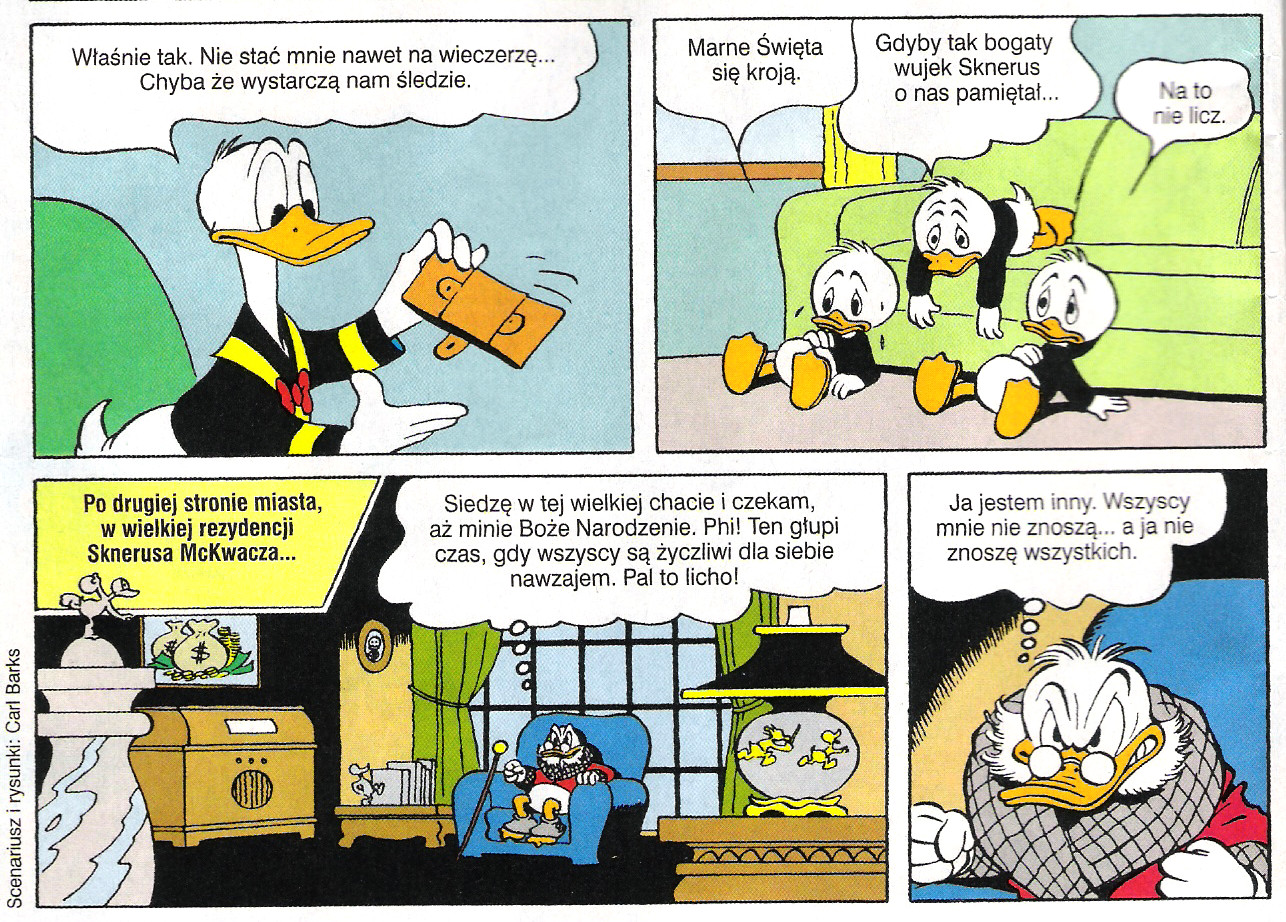 Właśnie tak. Nie stać mnie nawet na wieczerzę...
Chyba że wystarczą nam śledzie.
Marne Święta
się kroją.
Gdyby tak bogaty
wujek Sknerus
o nas pamiętał...
Na to
nie licz.
Po drugiej stronie miasta,
w wielkiej rezydencji
Sknerusa McKwacza...
Siedzę w tej wielkiej chacie i czekam,
aż minie Boże Narodzenie. Phi! Ten głupi
czas, gdy wszyscy są życzliwi dla siebie
nawzajem. Pal to licho!
$
$
Ja jestem inny. Wszyscy
mnie nie znoszą... a ja nie
znoszę wszystkich.
Scenariusz i rysunki: Carl Barks